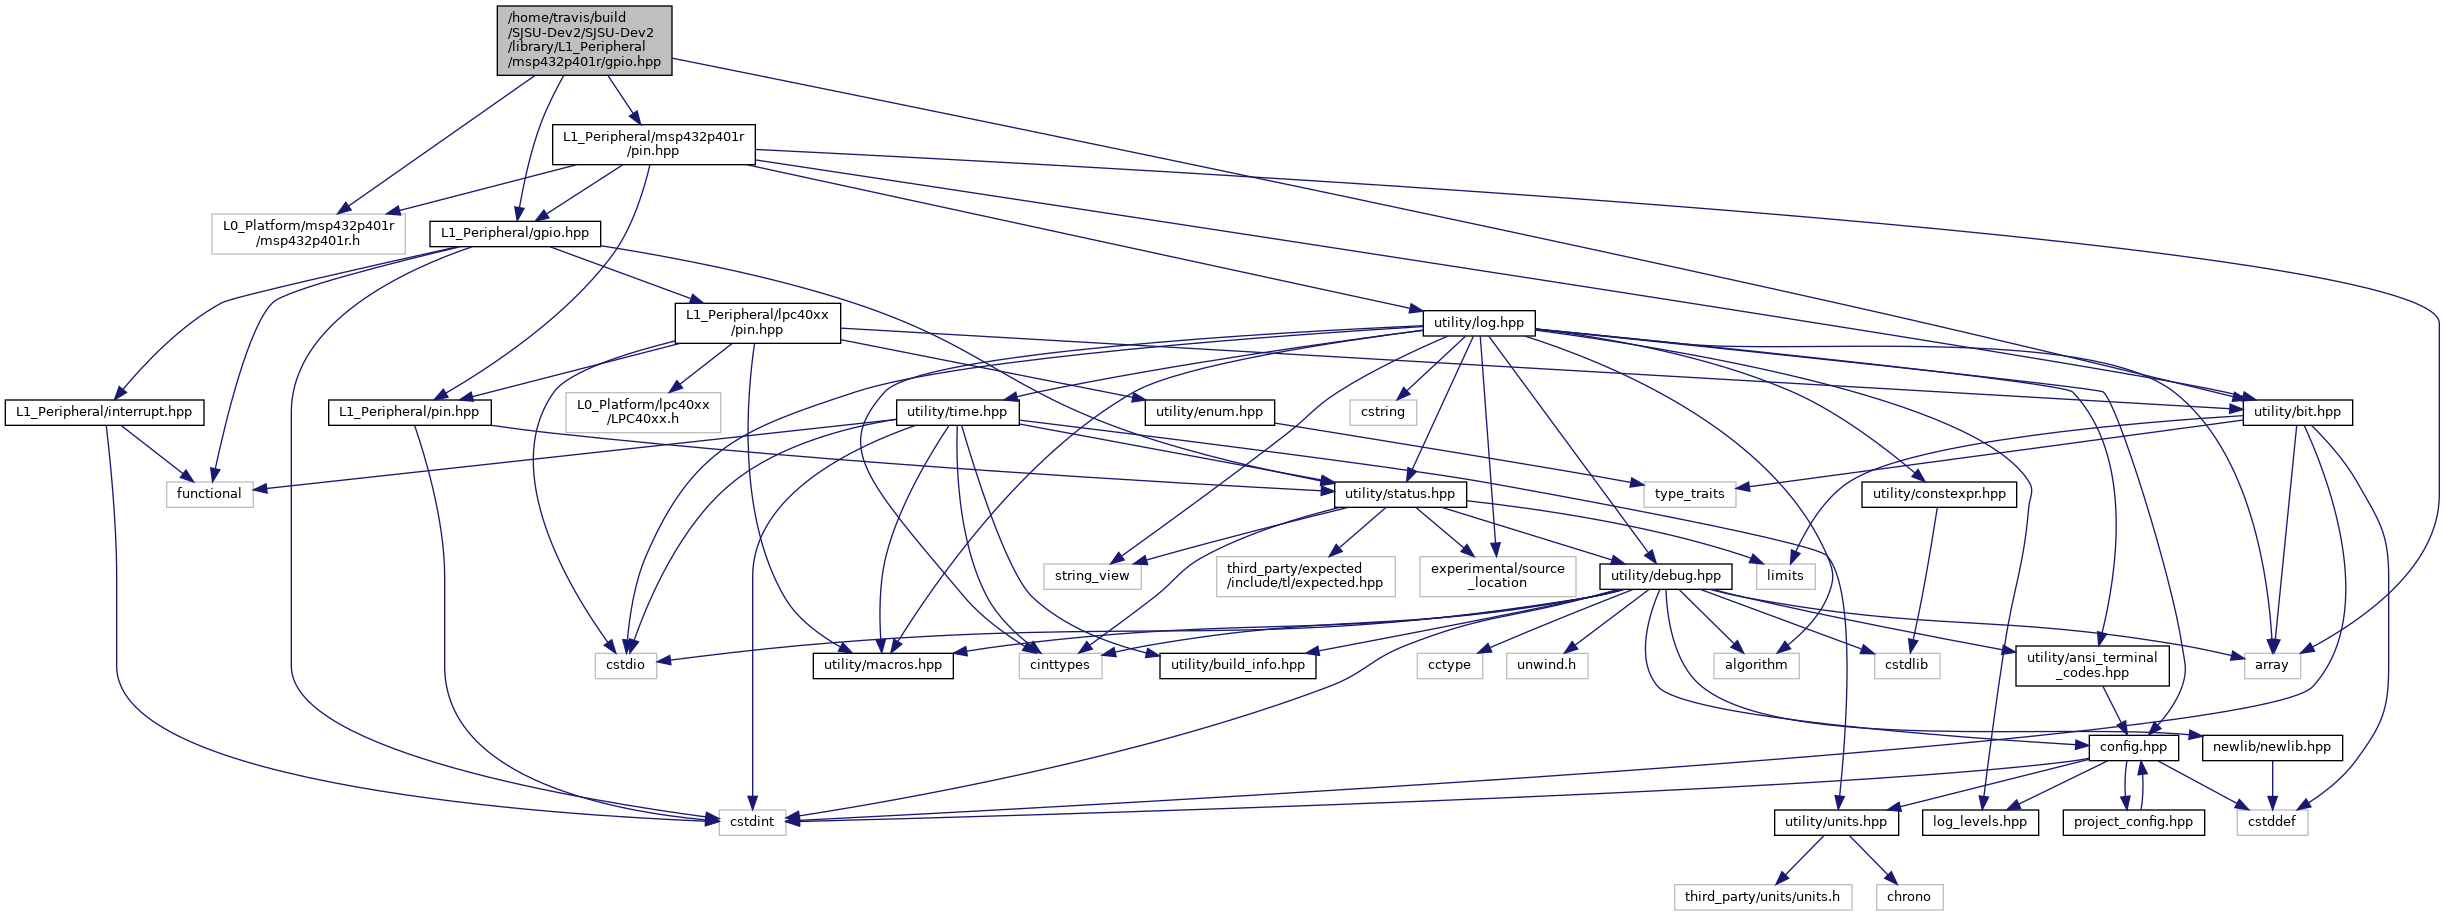 /home/travis/build
/SJSU-Dev2/SJSU-Dev2
/library/L1_Peripheral
/msp432p401r/gpio.hpp
L1_Peripheral/msp432p401r
/pin.hpp
L0_Platform/msp432p401r
/msp432p401r.h
L1_Peripheral/gpio.hpp
L1_Peripheral/lpc40xx
/pin.hpp
utility/log.hpp
L1_Peripheral/interrupt.hpp
L1_Peripheral/pin.hpp
L0_Platform/lpc40xx
/LPC40xx.h
utility/time.hpp
utility/enum.hpp
cstring
utility/bit.hpp
functional
utility/status.hpp
type_traits
utility/constexpr.hpp
string_view
third_party/expected
/include/tl/expected.hpp
experimental/source
_location
utility/debug.hpp
limits
cstdio
utility/macros.hpp
cinttypes
utility/build_info.hpp
cctype
unwind.h
algorithm
cstdlib
utility/ansi_terminal
_codes.hpp
array
config.hpp
newlib/newlib.hpp
cstdint
utility/units.hpp
log_levels.hpp
project_config.hpp
cstddef
third_party/units/units.h
chrono